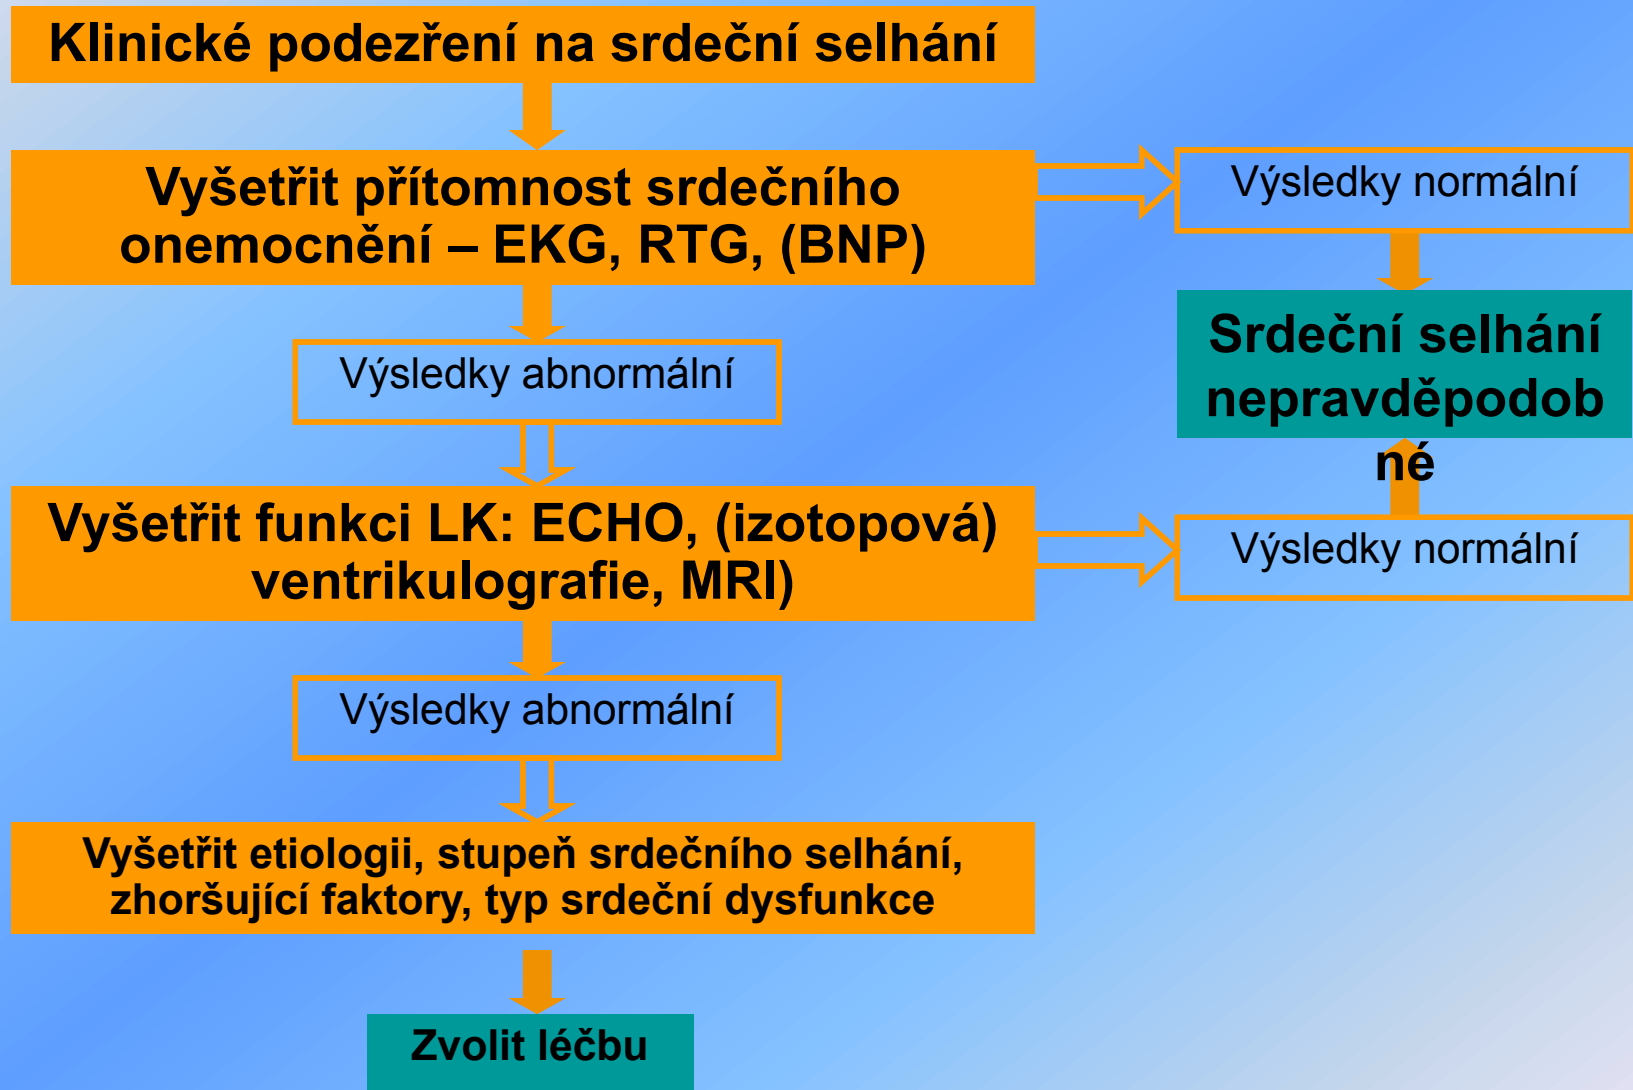 Klinické podezření na srdeční selhání
Vyšetřit přítomnost srdečního
onemocnění – EKG, RTG, (BNP)
Výsledky normální
Výsledky abnormální
Srdeční selhání
nepravděpodob
né
Vyšetřit funkci LK: ECHO, (izotopová)
ventrikulografie, MRI)
Výsledky normální
Výsledky abnormální
Vyšetřit etiologii, stupeň srdečního selhání,
zhoršující faktory, typ srdeční dysfunkce
Zvolit léčbu